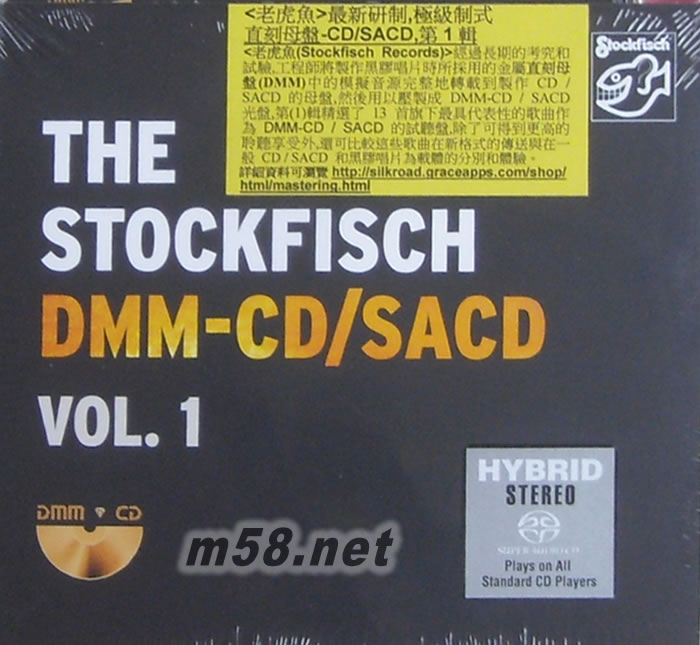 <老虎魚>最新研制,極級制式
直刻母盤-CD/SACD,第1輯
<老虎魚(Stockfisch Records)>經過長期的考究和
試驗,工程師將製作黑膠唱片時所採用的金屬直刻母
盤(DMM)中的模擬音源完整地轉載到製作 CD /
SACD 的母盤,然後用以壓製成 DMM-CD / SACD
光盤,第(1)輯精選了 13 首旗下最具代表性的歌曲作
為 DMM-CD / SACD 的試聽盤,除了可得到更高的
聆聽享受外,還可比較這些歌曲在新格式的傳送與在一
般 CD/SACD 和黑膠唱片為載體的分別和體驗。
詳細資料可瀏覽 http://silkroad.graceapps.com/shop/
html/mastering.html
Stockfisch
THE
STOCKFISCH
DMM-CD/SACD
VOL. 1
DMM CD
m58.net
HYBRID
STEREO
SUPER AUDIO CD
Plays on All
Standard CD Players